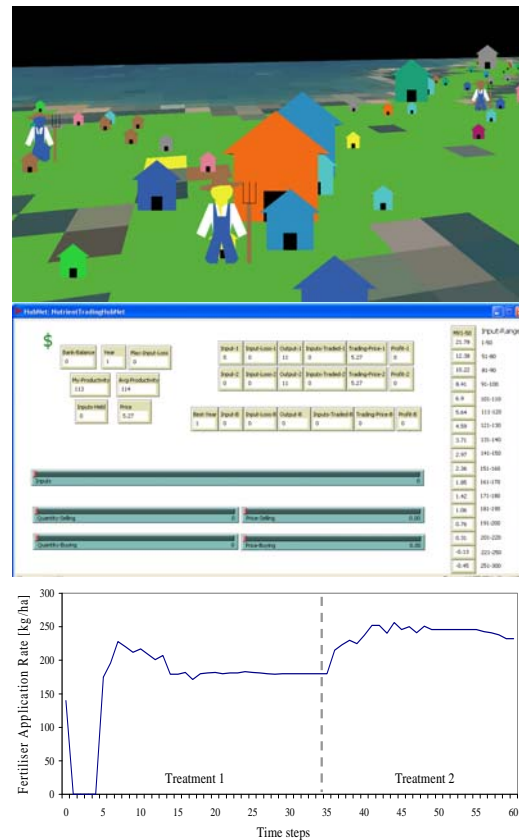 HubNet: NutrientTradingHubNet
$
Bank-Balance Year Max-Input-Loss
0 1 0
My-Productivity Avg-Productivity
113 114
Inputs-Held Price
0 5.27
Input-1 Input-Loss-1 Output-1 Inputs-Traded-1 Trading-Price-1 Profit-1
0 11 0 5.27 0
Input-2 Input-Loss-2 Output-2 Inputs-Traded-2 Trading-Price-2 Profit-2
0 0 11 0 5.27 0
Best-Year Input-B Input-Loss-B Output-B Inputs-Traded-B Trading-Price-B Profit-B
1 0 0 0 0 0 0
Inputs 0
Quantity-Selling 0 Price-Selling 0.00
Quantity-Buying 0 Price-Buying 0.00
Input-Range
21.79 1-50
12.38 51-80
10.22 81-90
8.41 91-100
6.9 101-110
5.64 111-120
4.59 121-130
3.71 131-140
2.97 141-150
2.36 151-160
1.85 161-170
1.42 171-180
1.06 181-190
0.76 191-200
0.31 201-220
-0.13 221-250
-0.45 251-300
Fertiliser Application Rate [kg/ha]
300
250
200
150
100
50
0
Treatment 1 Treatment 2
0 5 10 15 20 25 30 35 40 45 50 55 60
Time steps